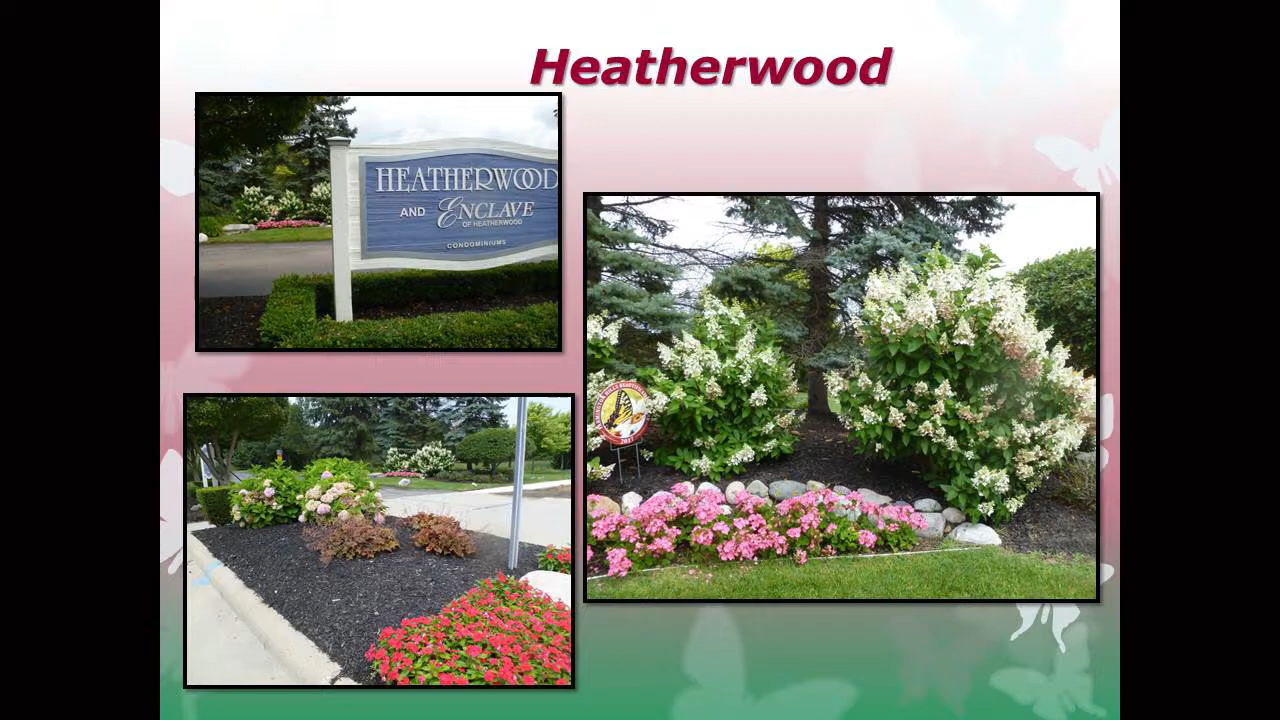 Heatherwood
HEATHERWOOD
AND ENCLAVE
OF HEATHERWOOD
CONDOMINIUMS